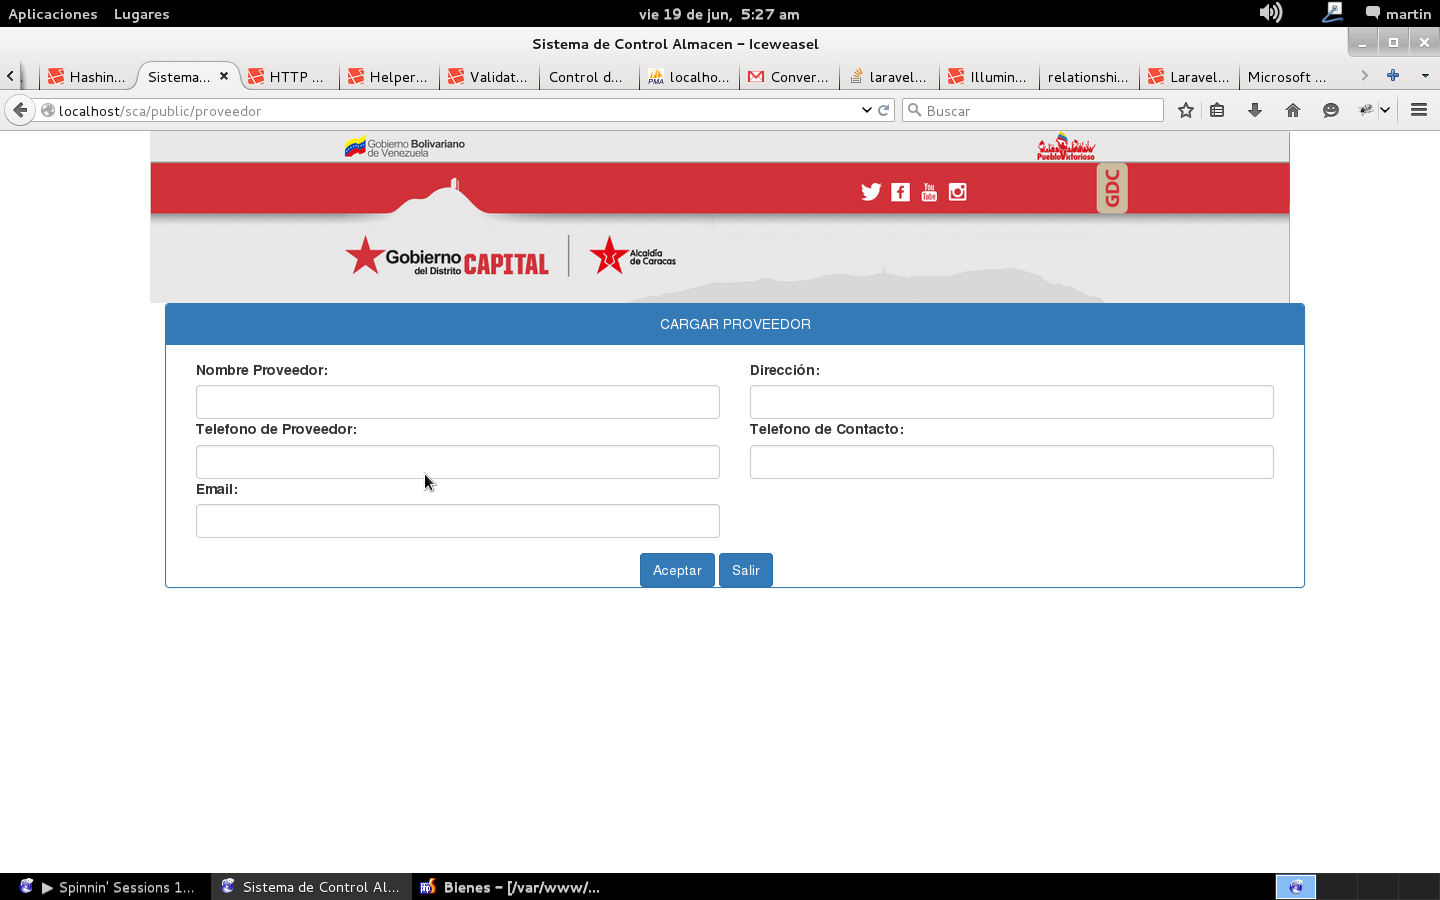 Aplicaciones Lugares vie 19 de jun, 5:27 am martin
Sistema de Control Almacen - Iceweasel
Hashin... Sistema... HTTP ... Helper... Validat... Control d... localho... Conver... laravel... Illumin... relationshi... Laravel... Microsoft ...
localhost/sca/public/proveedor Buscar
Gobierno Bolivariano
de Venezuela
PuebloVictorioso
You
Tube
GDC
Gobierno
del Distrito CAPITAL
Alcaldía
de Caracas
CARGAR PROVEEDOR
Nombre Proveedor: Dirección:
Telefono de Proveedor: Telefono de Contacto:
Email:
Aceptar Salir
▶ Spinnin' Sessions 1... Sistema de Control Al... Bienes - [/var/www/...